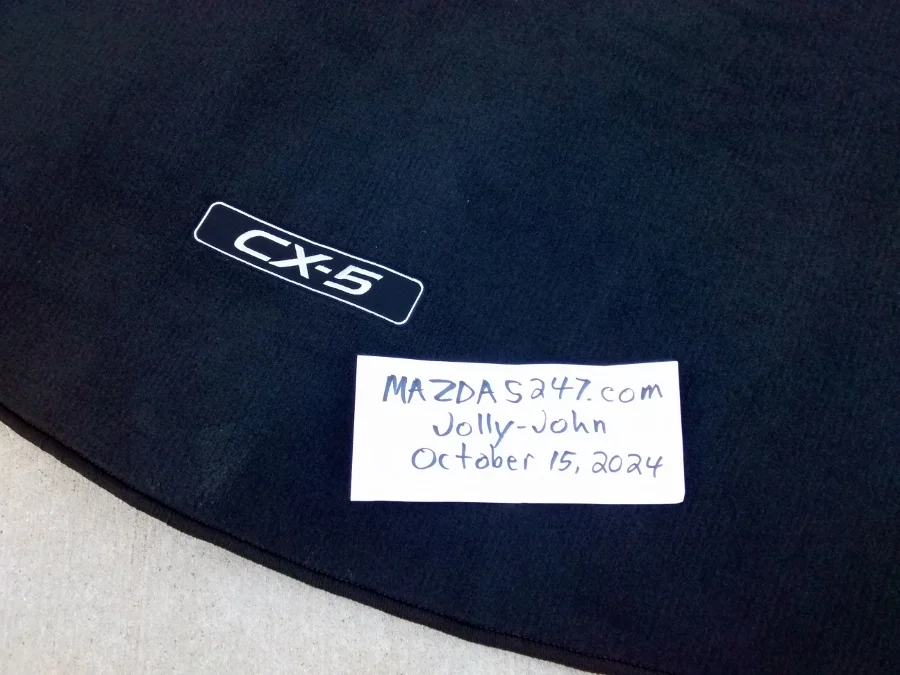 CX-5
MAZDAS247.com
Jolly-John
October 15, 2024